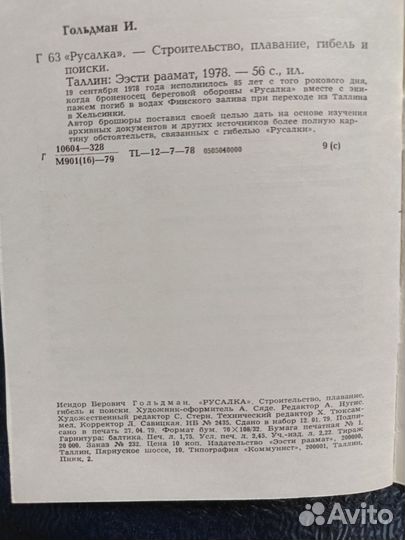 Гольдман И.
Г 63 «Русалка». — Строительство, плавание, гибель и
поиски.
Таллин: Ээсти раамат, 1978. — 56 с., ил.
19 сентября 1978 года исполнилось 85 лет с того рокового дня,
когда броненосец береговой обороны «Русалка» вместе с эки-
пажем погиб в водах Финского залива при переходе из Таллина
в Хельсинки.
Автор брошюры поставил своей целью дать на основе изучения
архивных документов и других источников более полную кар-
тину обстоятельств, связанных с гибелью «Русалки».
Г 10604—328
М901(16)—79 TL—12—7—78 0505040000 9 (с)
Исидор Верович Гольдман. «РУСАЛКА». Строительство, плавание,
гибель и поиски. Художник-оформитель А. Сяде. Редактор А. Нугис.
Художественный редактор С. Стерн. Технический редактор Х. Тюксам-
мел. Корректор Л. Савицкая. ИБ № 2435. Сдано в набор 12. 01. 79. Подпи-
сано в печать 27. 04. 79. Формат бум. 70×108/32. Бумага печатная № 1.
Гарнитура: балтика. Печ. л. 1,75. Усл. печ. л. 2,45. Уч.-изд. л. 2,22. Тираж
20 000. Заказ № 232. Цена 10 коп. Издательство «Ээсти раамат», 200090,
Таллин, Пярнуское шоссе, 10. Типография «Коммунист», 200001, Таллин,
Пикк, 2.
Avito